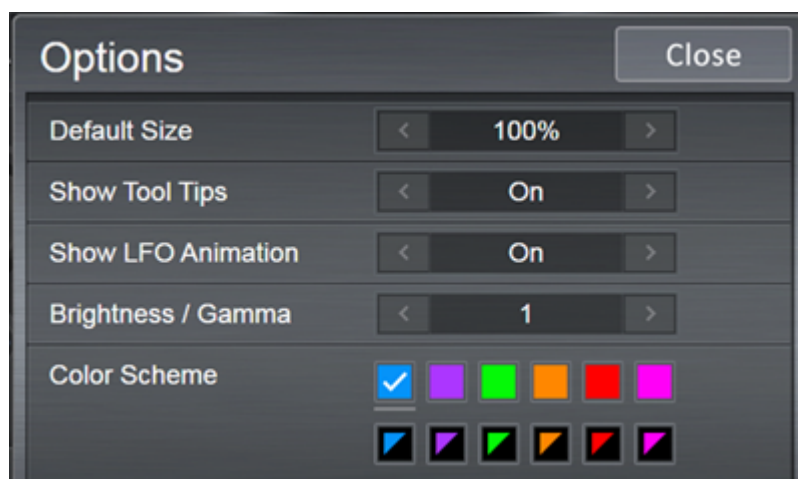 Options Close
Default Size < 100% >
Show Tool Tips < On >
Show LFO Animation < On >
Brightness / Gamma < 1 >
Color Scheme